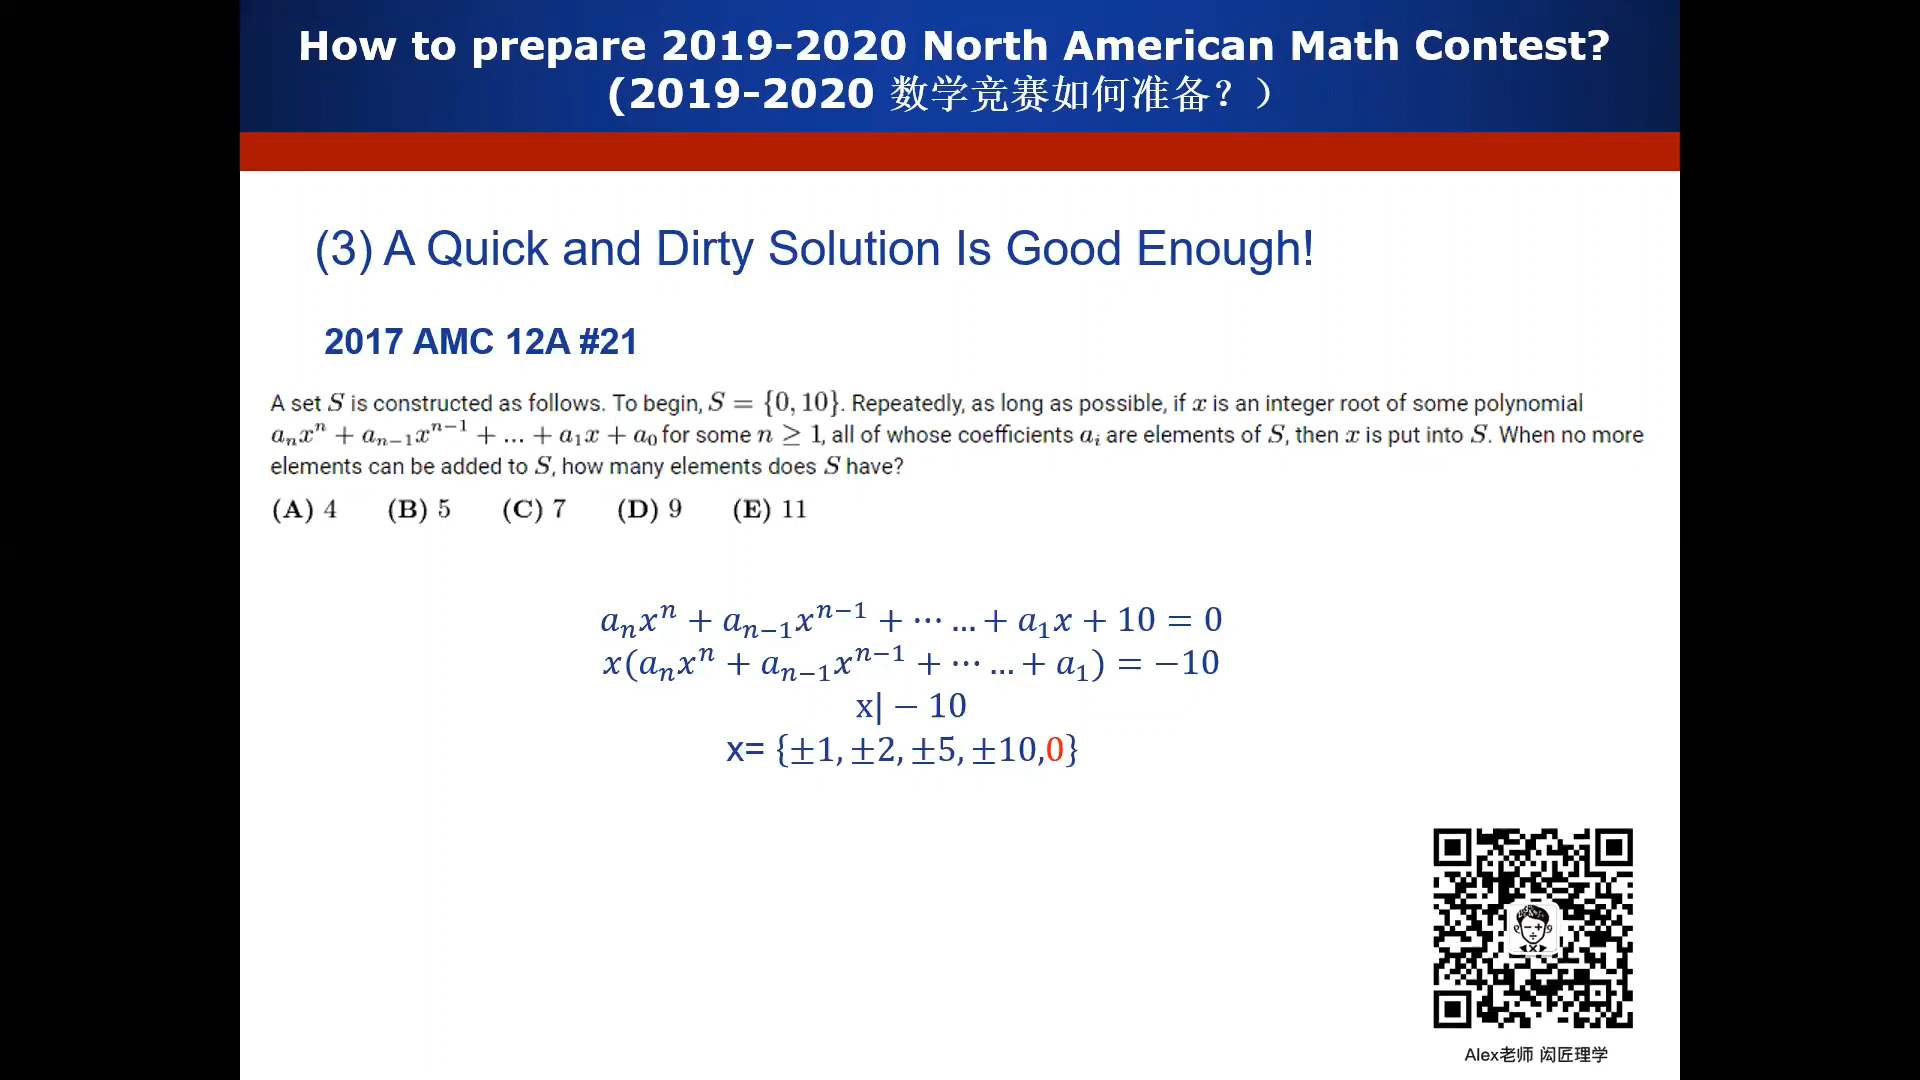 How to prepare 2019-2020 North American Math Contest?
(2019-2020 数学竞赛如何准备？）
(3) A Quick and Dirty Solution Is Good Enough!
2017 AMC 12A #21
A set S is constructed as follows. To begin, S = {0, 10}. Repeatedly, as long as possible, if x is an integer root of some polynomial
aₙxⁿ + aₙ₋₁xⁿ⁻¹ + ... + a₁x + a₀ for some n ≥ 1, all of whose coefficients aᵢ are elements of S, then x is put into S. When no more
elements can be added to S, how many elements does S have?
(A) 4 (B) 5 (C) 7 (D) 9 (E) 11
aₙxⁿ + aₙ₋₁xⁿ⁻¹ + ⋯ ... + a₁x + 10 = 0
x(aₙxⁿ + aₙ₋₁xⁿ⁻¹ + ⋯ ... + a₁) = −10
x| − 10
x= {±1, ±2, ±5, ±10,0}
Alex老师 闳匠理学